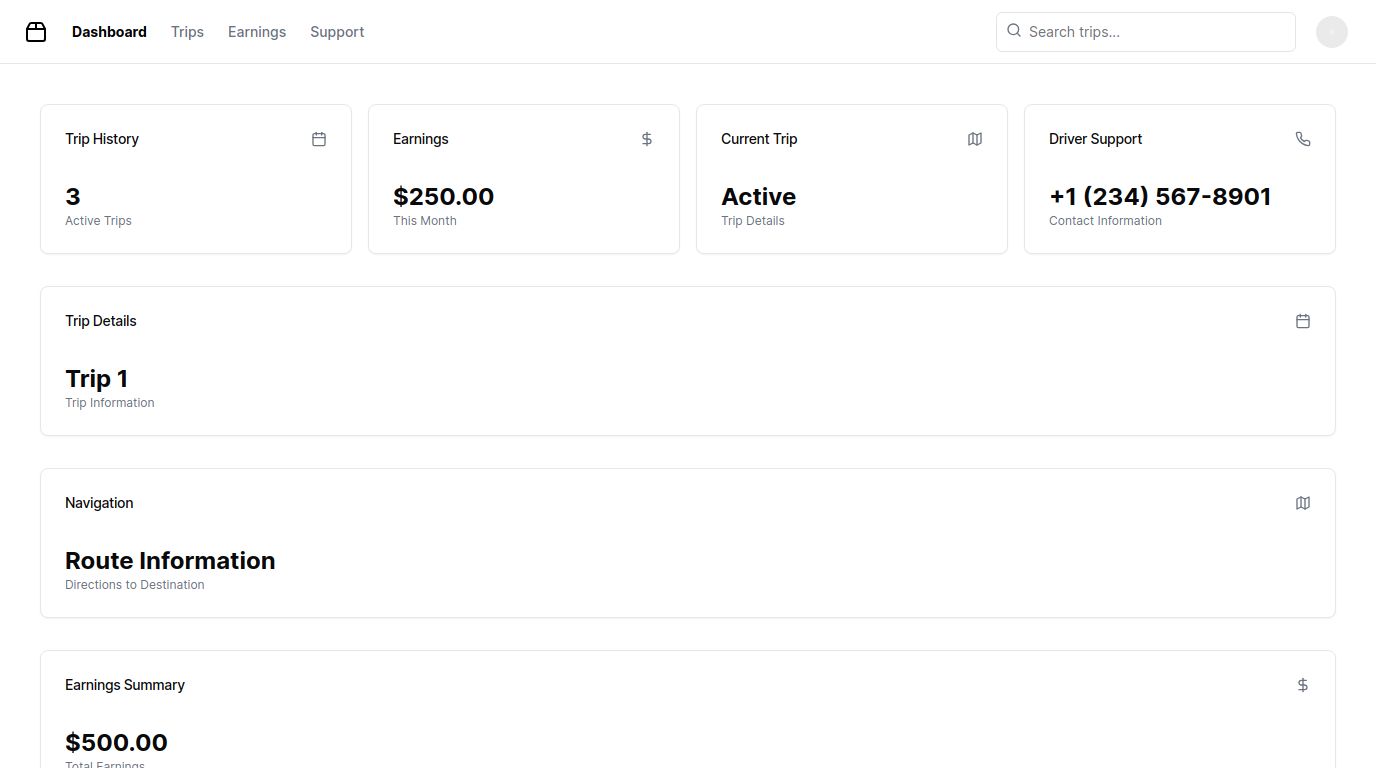 Dashboard Trips Earnings Support Search trips...
Trip History
3
Active Trips
Earnings
$250.00
This Month
Current Trip
Active
Trip Details
Driver Support
+1 (234) 567-8901
Contact Information
Trip Details
Trip 1
Trip Information
Navigation
Route Information
Directions to Destination
Earnings Summary
$500.00
Total Earnings